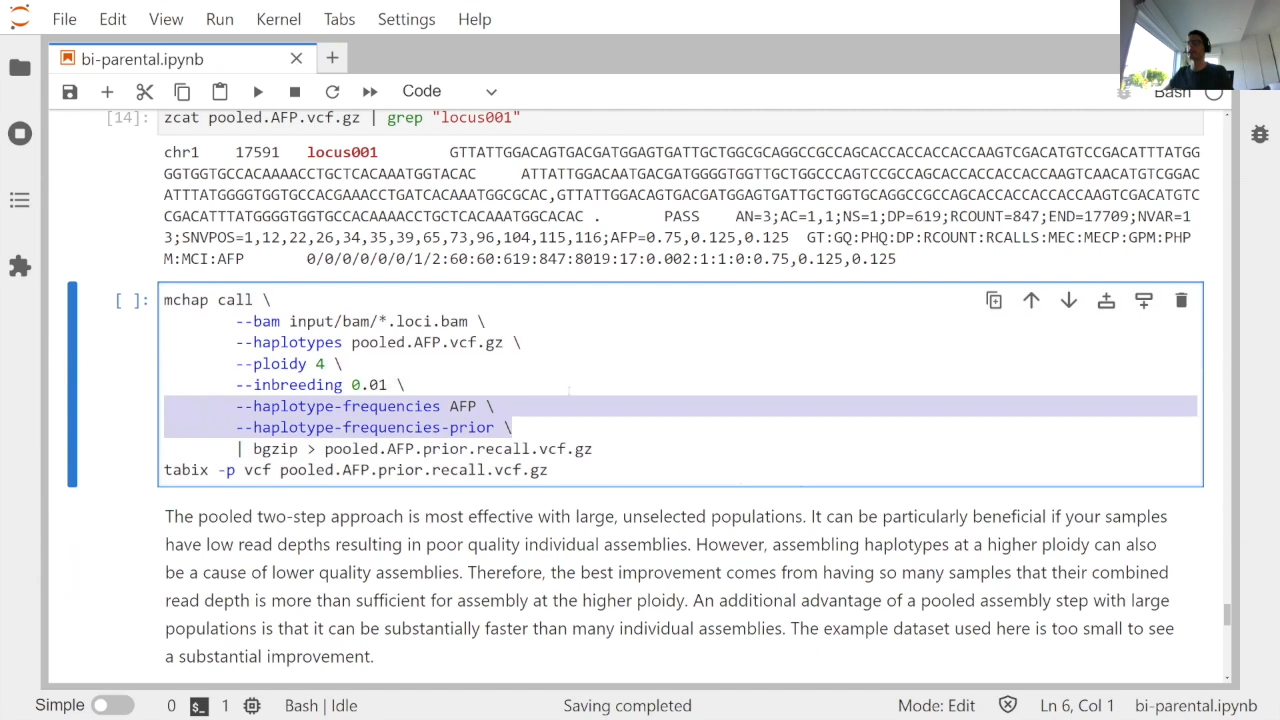 File Edit View Run Kernel Tabs Settings Help
bi-parental.ipynb
Code
Bash
[14]: zcat pooled.AFP.vcf.gz | grep "locus001"
chr1 17591 locus001 GTTATTGGACAGTGACGATGGAGTGATTGCTGGCGCAGGCCGCCAGCACCACCACCACCAAGTCGACATGTCCGACATTTATGG
GGTGGTGCCACAAAACCTGCTCACAAATGGTACAC ATTATTGGACAATGACGATGGGGTGGTTGCTGGCCCAGTCCGCCAGCACCACCACCACCAAGTCAACATGTCGGAC
ATTTATGGGGTGGTGCCACGAAACCTGATCACAAATGGCGCAC,GTTATTGGACAGTGACGATGGAGTGATTGCTGGTGCAGGCCGCCAGCACCACCACCACCAAGTCGACATGTC
CGACATTTATGGGGTGGTGCCACAAAACCTGCTCACAAATGGCACAC . PASS AN=3;AC=1,1;NS=1;DP=619;RCOUNT=847;END=17709;NVAR=1
3;SNVPOS=1,12,22,26,34,35,39,65,73,96,104,115,116;AFP=0.75,0.125,0.125 GT:GQ:PHQ:DP:RCOUNT:RCALLS:MEC:MECP:GPM:PHP
M:MCI:AFP 0/0/0/0/0/0/1/2:60:60:619:847:8019:17:0.002:1:1:0:0.75,0.125,0.125
[ ]: mchap call \
--bam input/bam/*.loci.bam \
--haplotypes pooled.AFP.vcf.gz \
--ploidy 4 \
--inbreeding 0.01 \
--haplotype-frequencies AFP \
--haplotype-frequencies-prior \
| bgzip > pooled.AFP.prior.recall.vcf.gz
tabix -p vcf pooled.AFP.prior.recall.vcf.gz
The pooled two-step approach is most effective with large, unselected populations. It can be particularly beneficial if your samples
have low read depths resulting in poor quality individual assemblies. However, assembling haplotypes at a higher ploidy can also
be a cause of lower quality assemblies. Therefore, the best improvement comes from having so many samples that their combined
read depth is more than sufficient for assembly at the higher ploidy. An additional advantage of a pooled assembly step with large
populations is that it can be substantially faster than many individual assemblies. The example dataset used here is too small to see
a substantial improvement.
Simple 0 1 Bash | Idle Saving completed Mode: Edit Ln 6, Col 1 bi-parental.ipynb